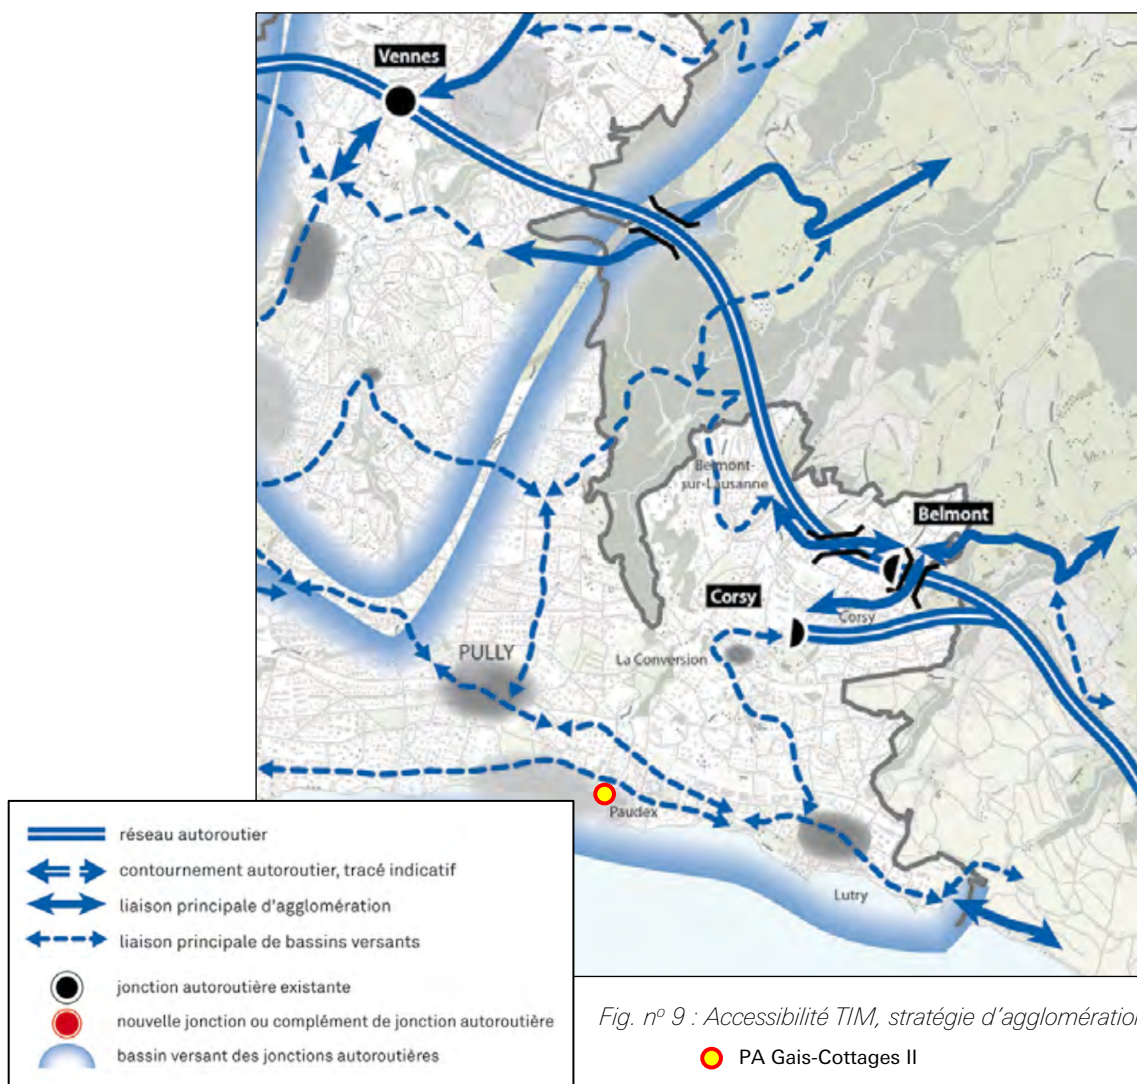 Vennes
Belmont-
sur-Lausanne
Belmont
Corsy
Corsy
PULLY
La Conversion
Paudex
Lutry
réseau autoroutier
contournement autoroutier, tracé indicatif
liaison principale d'agglomération
liaison principale de bassins versants
jonction autoroutière existante
nouvelle jonction ou complément de jonction autoroutière
bassin versant des jonctions autoroutières
Fig. nº 9 : Accessibilité TIM, stratégie d'agglomération
PA Gais-Cottages II